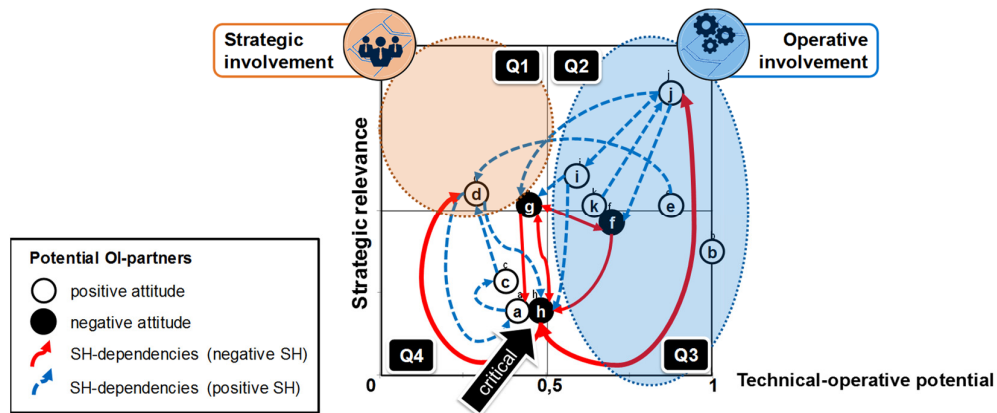 Strategic
involvement
Operative
involvement
Q1
Q2
Strategic relevance
j
j
i
i
d
g
k
k
f
f
e
b
b
c
c
a
a
h
h
Potential OI-partners
positive attitude
negative attitude
SH-dependencies (negative SH)
SH-dependencies (positive SH)
Q4
critical
Q3
0
0,5
1
Technical-operative potential